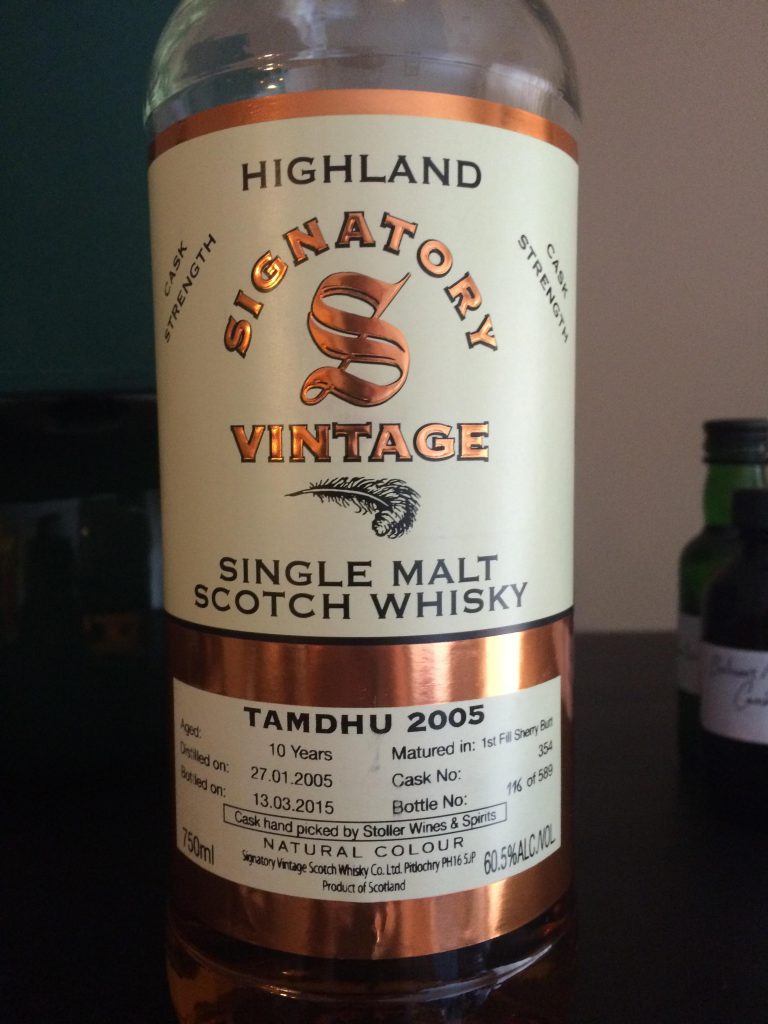 HIGHLAND
CASK
STRENGTH
SIGNATORY
CASK
STRENGTH
S
VINTAGE
SINGLE MALT
SCOTCH WHISKY
TAMDHU 2005
Aged: 10 Years
Distilled on: 27.01.2005
Bottled on: 13.03.2015
Matured in: 1st Fill Sherry Butt
Cask No: 354
Bottle No: 116 of 589
Cask hand picked by Stoller Wines & Spirits
NATURAL COLOUR
750ml
Signatory Vintage Scotch Whisky Co. Ltd. Pitlochry PH16 5JP
Product of Scotland
60.5%ALC./VOL.